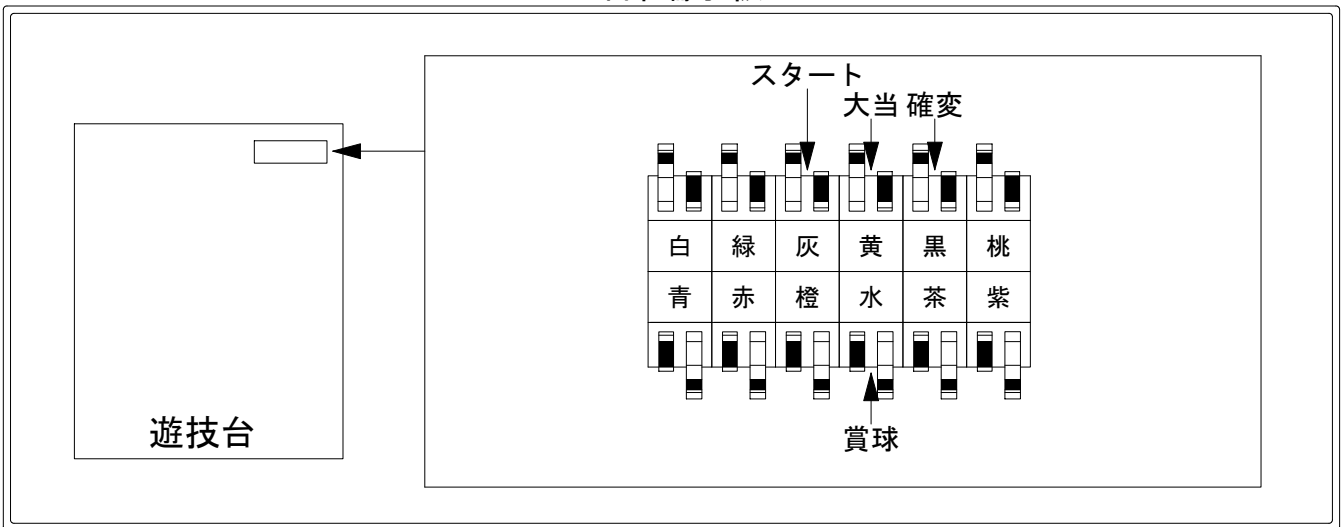 スタート
大当 確変
白 緑 灰 黄 黒 桃
青 赤 橙 水 茶 紫
遊技台
賞球